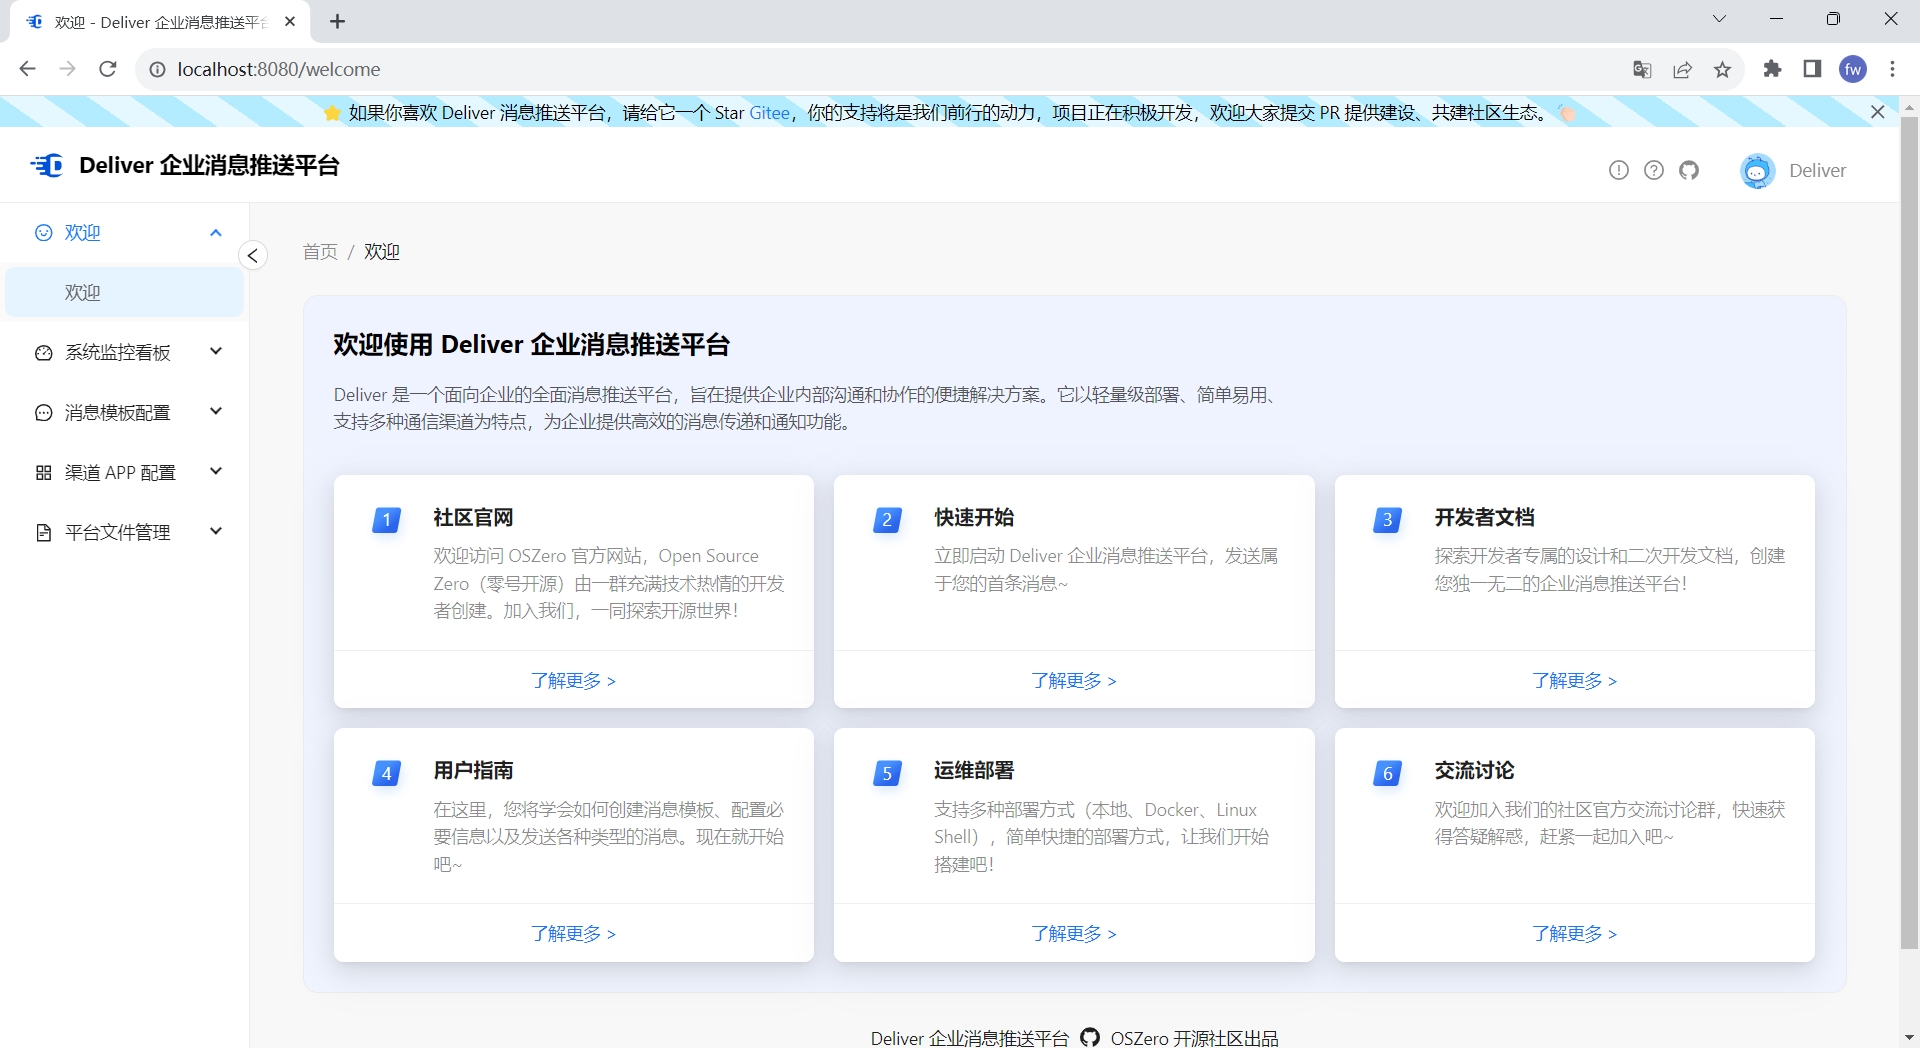 欢迎 - Deliver 企业消息推送平台
localhost:8080/welcome
fw
如果你喜欢 Deliver 消息推送平台，请给它一个 Star Gitee，你的支持将是我们前行的动力，项目正在积极开发，欢迎大家提交 PR 提供建设、共建社区生态。
Deliver 企业消息推送平台
Deliver
欢迎
欢迎
系统监控看板
消息模板配置
渠道 APP 配置
平台文件管理
首页 / 欢迎
欢迎使用 Deliver 企业消息推送平台
Deliver 是一个面向企业的全面消息推送平台，旨在提供企业内部沟通和协作的便捷解决方案。它以轻量级部署、简单易用、
支持多种通信渠道为特点，为企业提供高效的消息传递和通知功能。
1 社区官网
欢迎访问 OSZero 官方网站，Open Source
Zero（零号开源）由一群充满技术热情的开发
者创建。加入我们，一同探索开源世界！
了解更多 >
2 快速开始
立即启动 Deliver 企业消息推送平台，发送属
于您的首条消息~
了解更多 >
3 开发者文档
探索开发者专属的设计和二次开发文档，创建
您独一无二的企业消息推送平台！
了解更多 >
4 用户指南
在这里，您将学会如何创建消息模板、配置必
要信息以及发送各种类型的消息。现在就开始
吧~
了解更多 >
5 运维部署
支持多种部署方式（本地、Docker、Linux
Shell），简单快捷的部署方式，让我们开始
搭建吧！
了解更多 >
6 交流讨论
欢迎加入我们的社区官方交流讨论群，快速获
得答疑解惑，赶紧一起加入吧~
了解更多 >
Deliver 企业消息推送平台 OSZero 开源社区出品